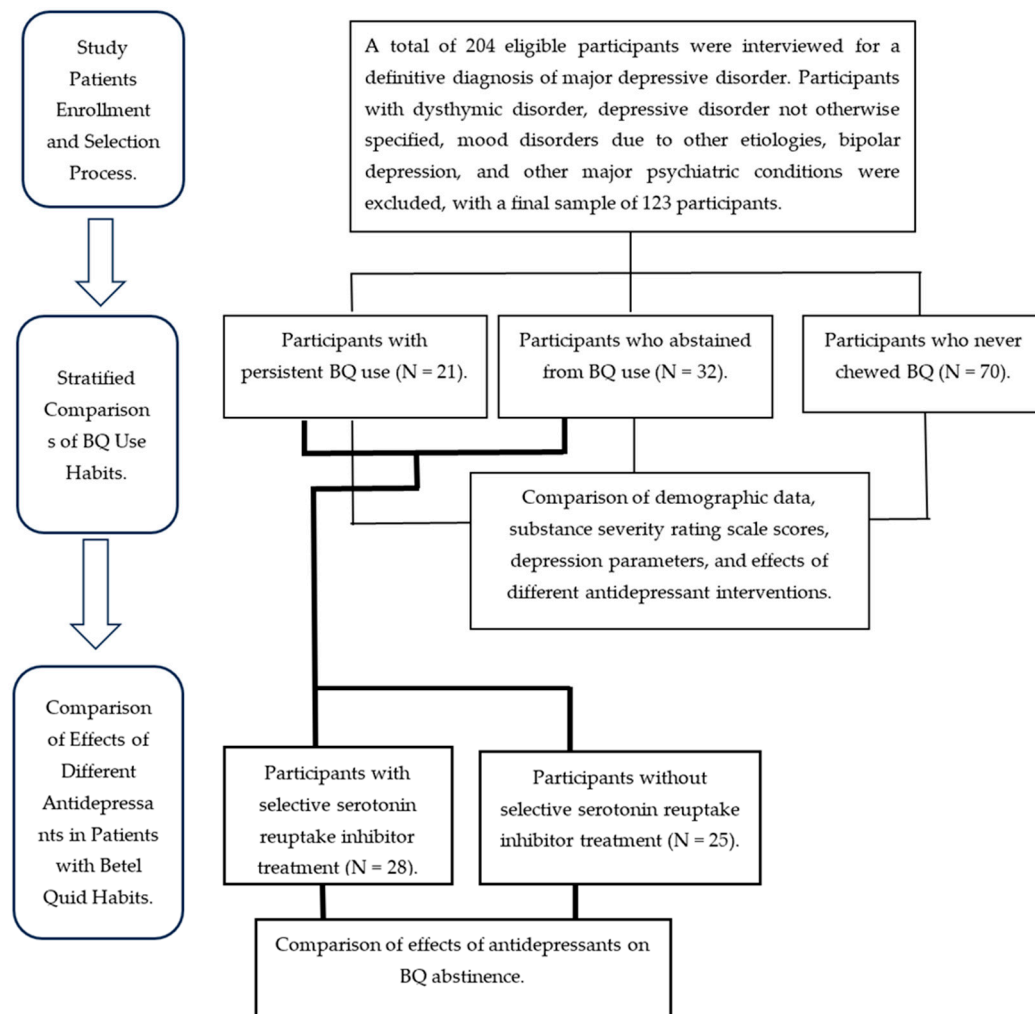 Study
Patients
Enrollment
and Selection
Process.
A total of 204 eligible participants were interviewed for a
definitive diagnosis of major depressive disorder. Participants
with dysthymic disorder, depressive disorder not otherwise
specified, mood disorders due to other etiologies, bipolar
depression, and other major psychiatric conditions were
excluded, with a final sample of 123 participants.
Stratified
Comparison
s of BQ Use
Habits.
Participants with
persistent BQ use (N = 21).
Participants who abstained
from BQ use (N = 32).
Participants who never
chewed BQ (N = 70).
Comparison of demographic data,
substance severity rating scale scores,
depression parameters, and effects of
different antidepressant interventions.
Comparison
of Effects of
Different
Antidepressa
nts in Patients
with Betel
Quid Habits.
Participants with
selective serotonin
reuptake inhibitor
treatment (N = 28).
Participants without
selective serotonin reuptake
inhibitor treatment (N = 25).
Comparison of effects of antidepressants on
BQ abstinence.